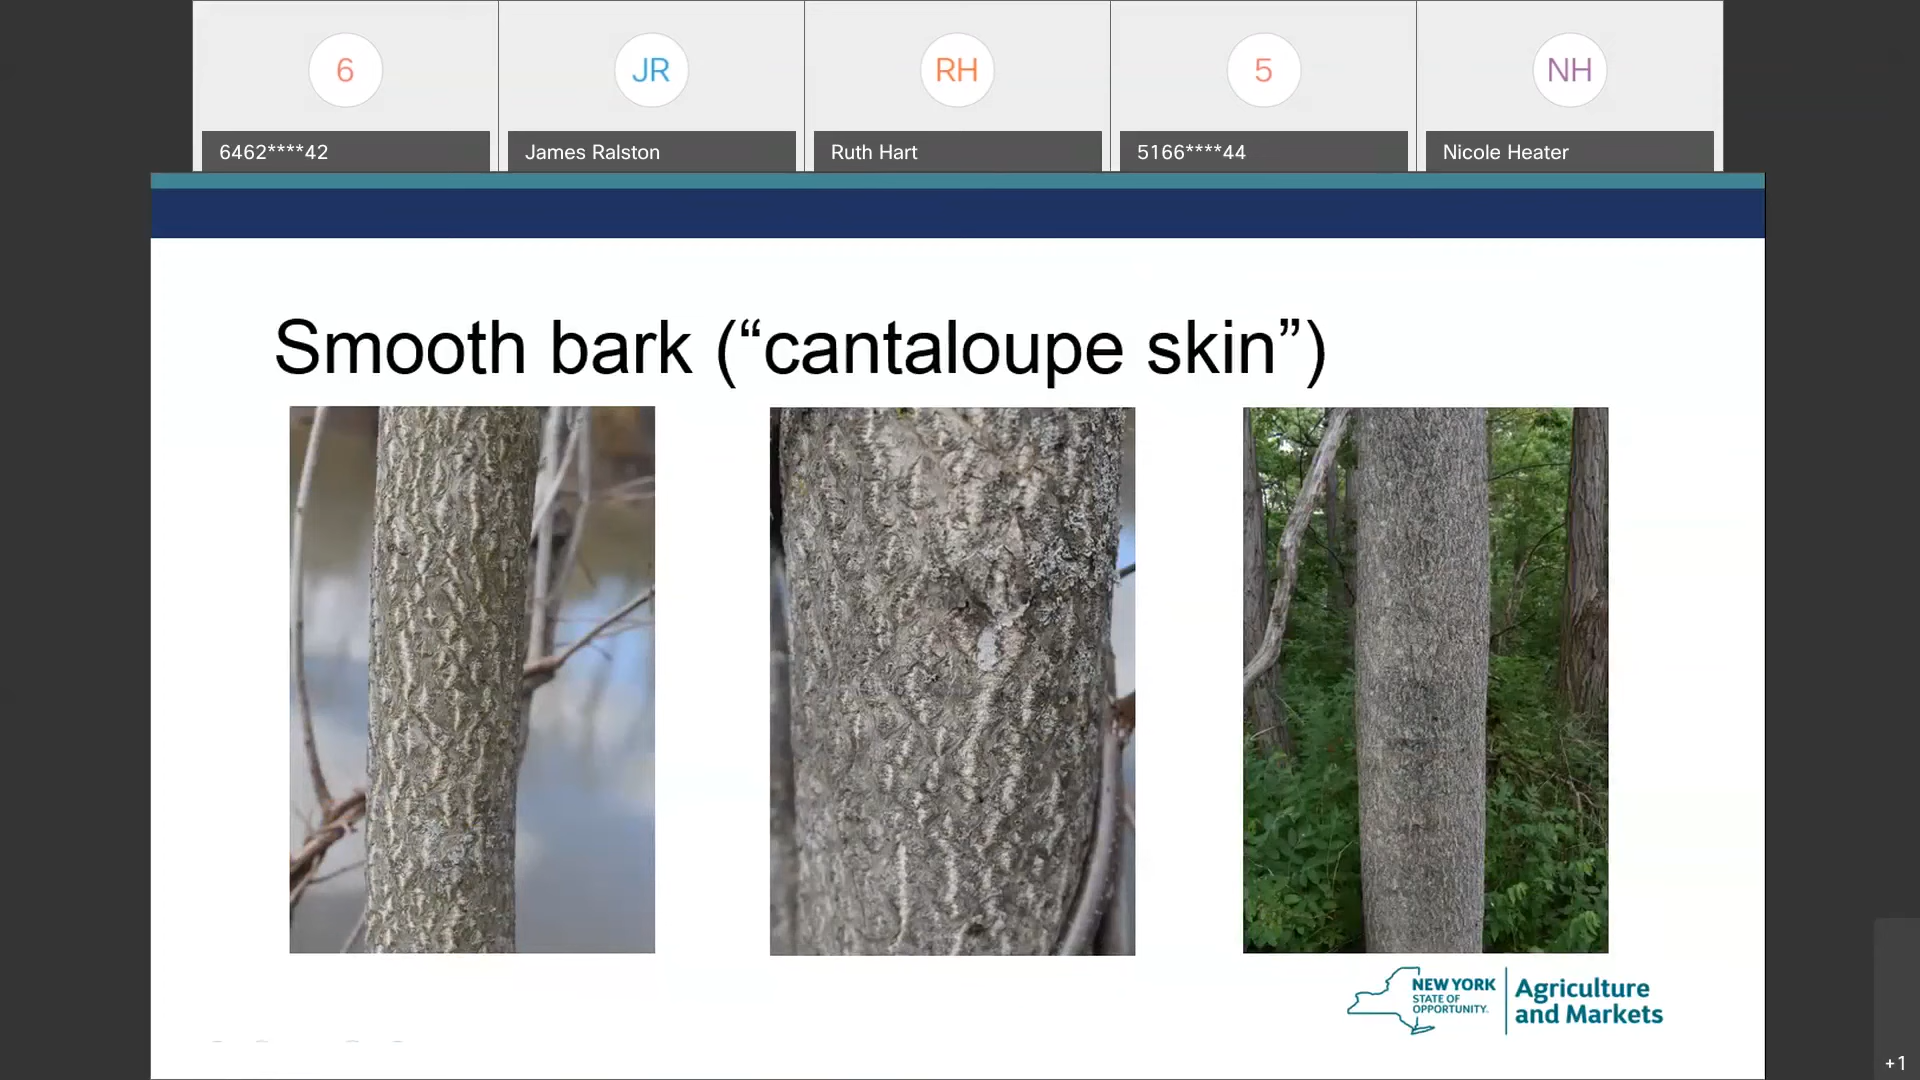 6
JR
RH
5
NH
6462****42
James Ralston
Ruth Hart
5166****44
Nicole Heater
Smooth bark (“cantaloupe skin”)
NEW YORK
STATE OF
OPPORTUNITY.
Agriculture
and Markets
+1